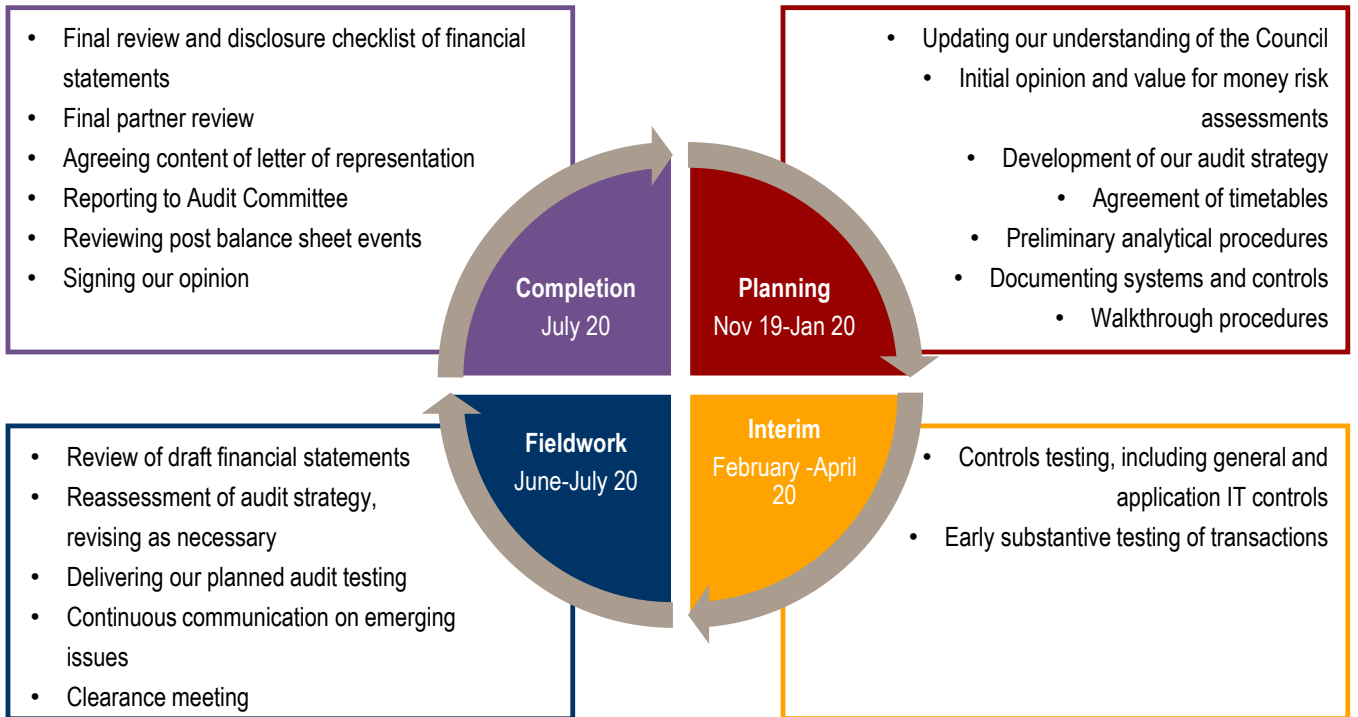 • Final review and disclosure checklist of financial
statements
• Final partner review
• Agreeing content of letter of representation
• Reporting to Audit Committee
• Reviewing post balance sheet events
• Signing our opinion
• Updating our understanding of the Council
• Initial opinion and value for money risk
assessments
• Development of our audit strategy
• Agreement of timetables
• Preliminary analytical procedures
• Documenting systems and controls
• Walkthrough procedures
Completion
July 20
Planning
Nov 19-Jan 20
Fieldwork
June-July 20
Interim
February -April
20
• Review of draft financial statements
• Reassessment of audit strategy,
revising as necessary
• Delivering our planned audit testing
• Continuous communication on emerging
issues
• Clearance meeting
• Controls testing, including general and
application IT controls
• Early substantive testing of transactions